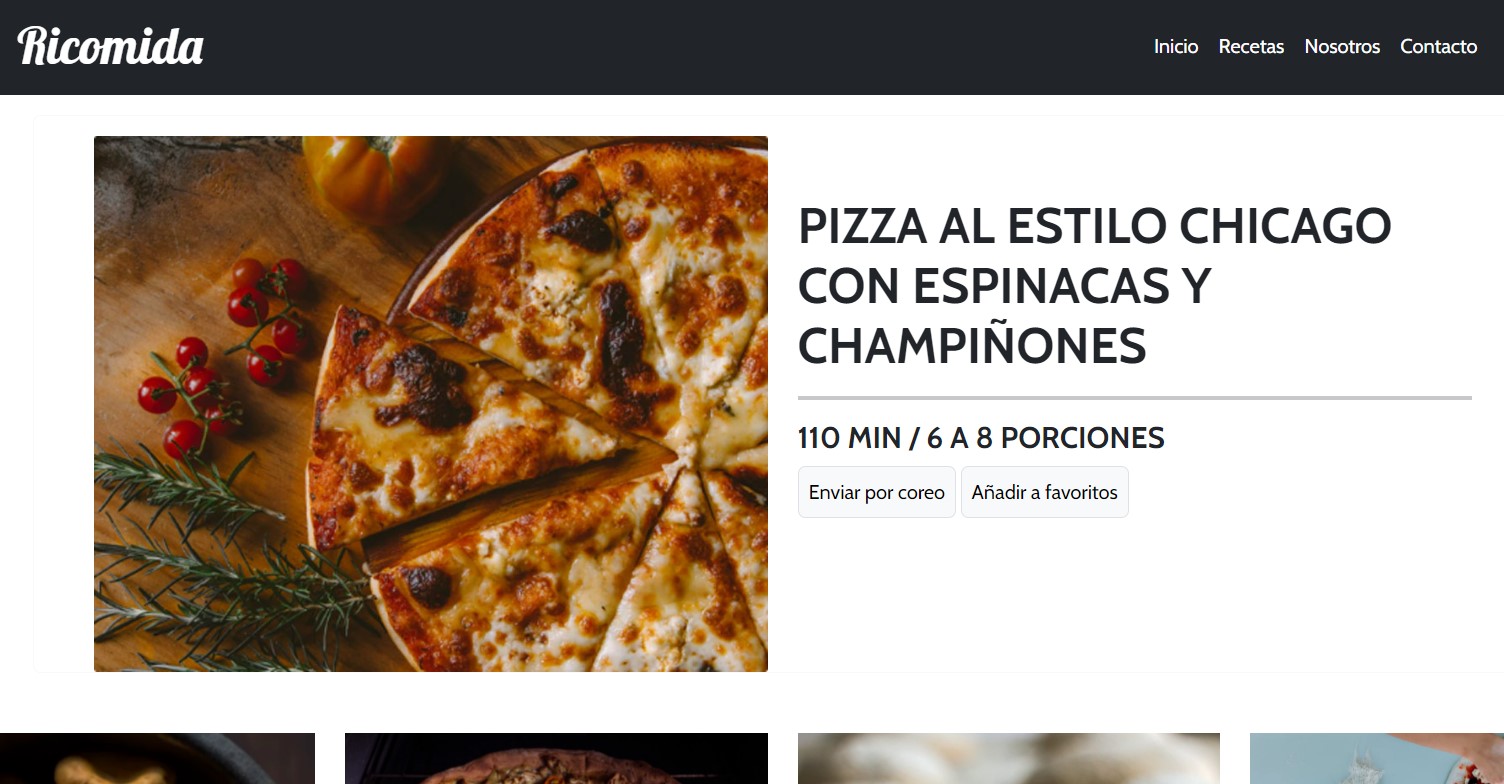 Ricomida
Inicio Recetas Nosotros Contacto
PIZZA AL ESTILO CHICAGO
CON ESPINACAS Y
CHAMPIÑONES
110 MIN / 6 A 8 PORCIONES
Enviar por coreo Añadir a favoritos